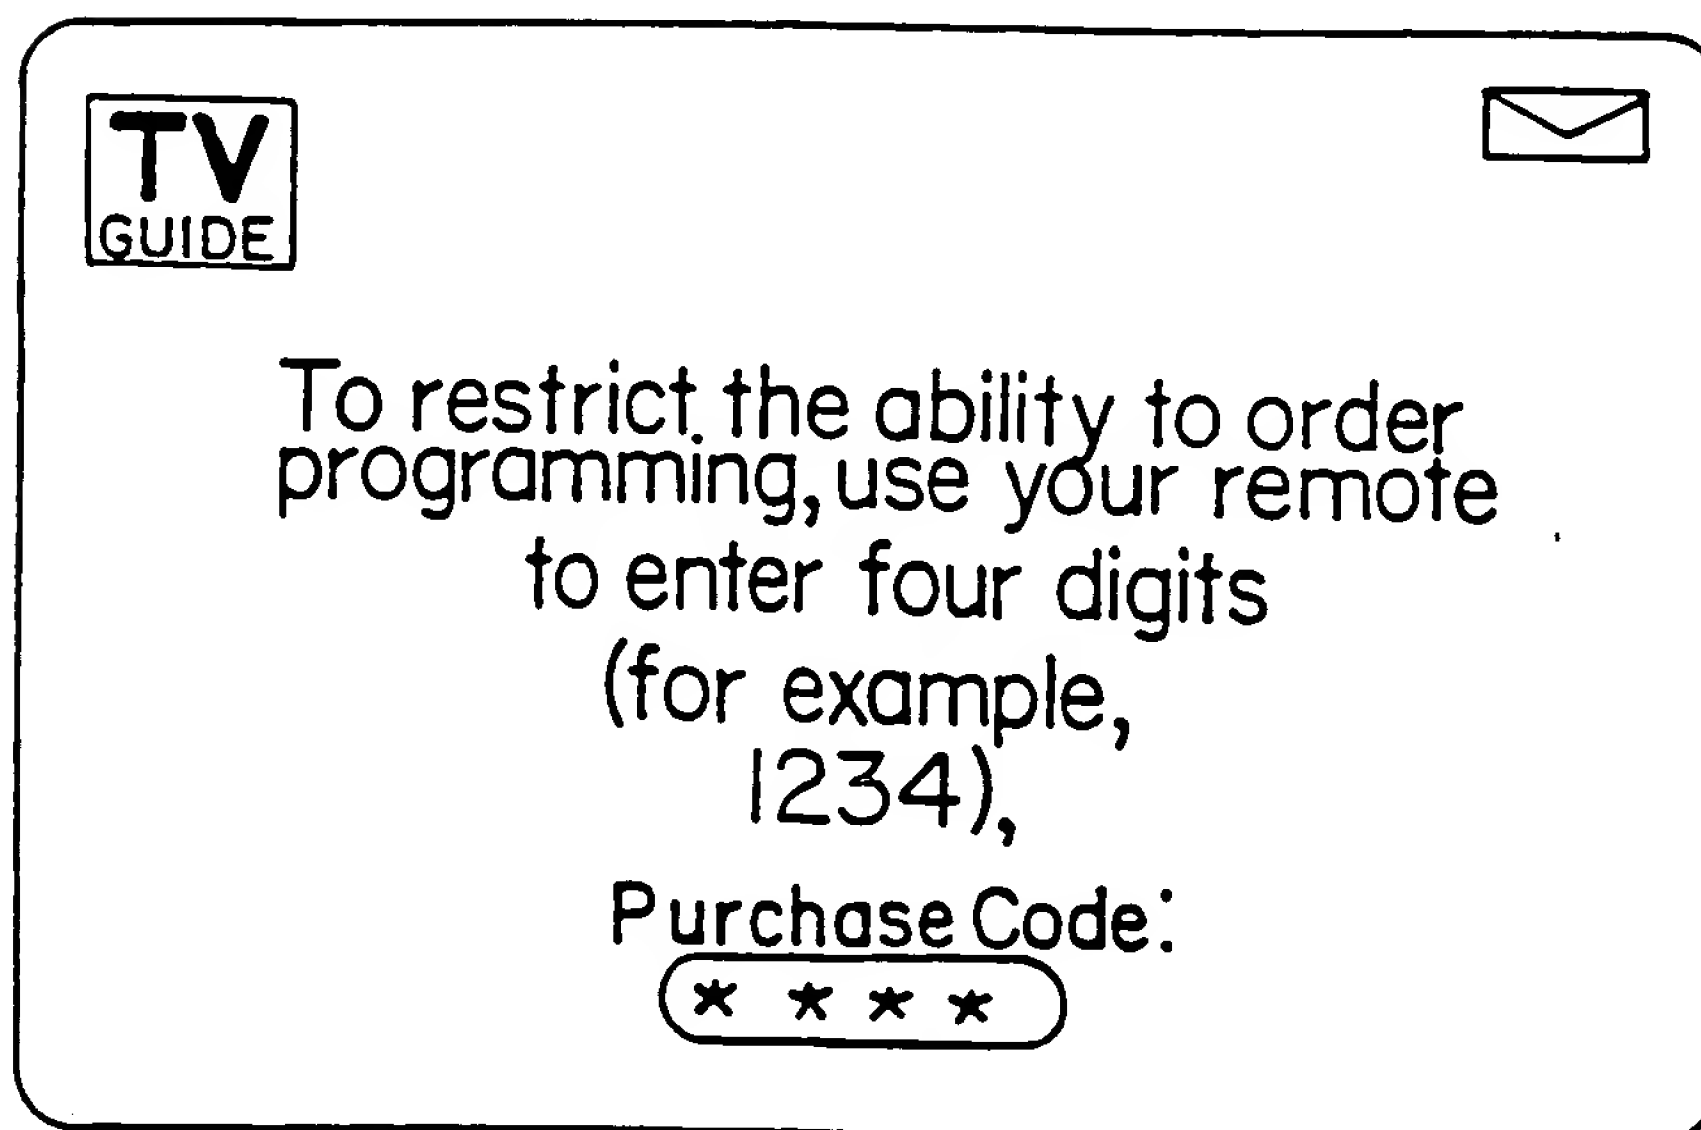 TV
GUIDE
To restrict the ability to order
programming, use your remote
to enter four digits
(for example,
1234),
Purchase Code:
* * * *